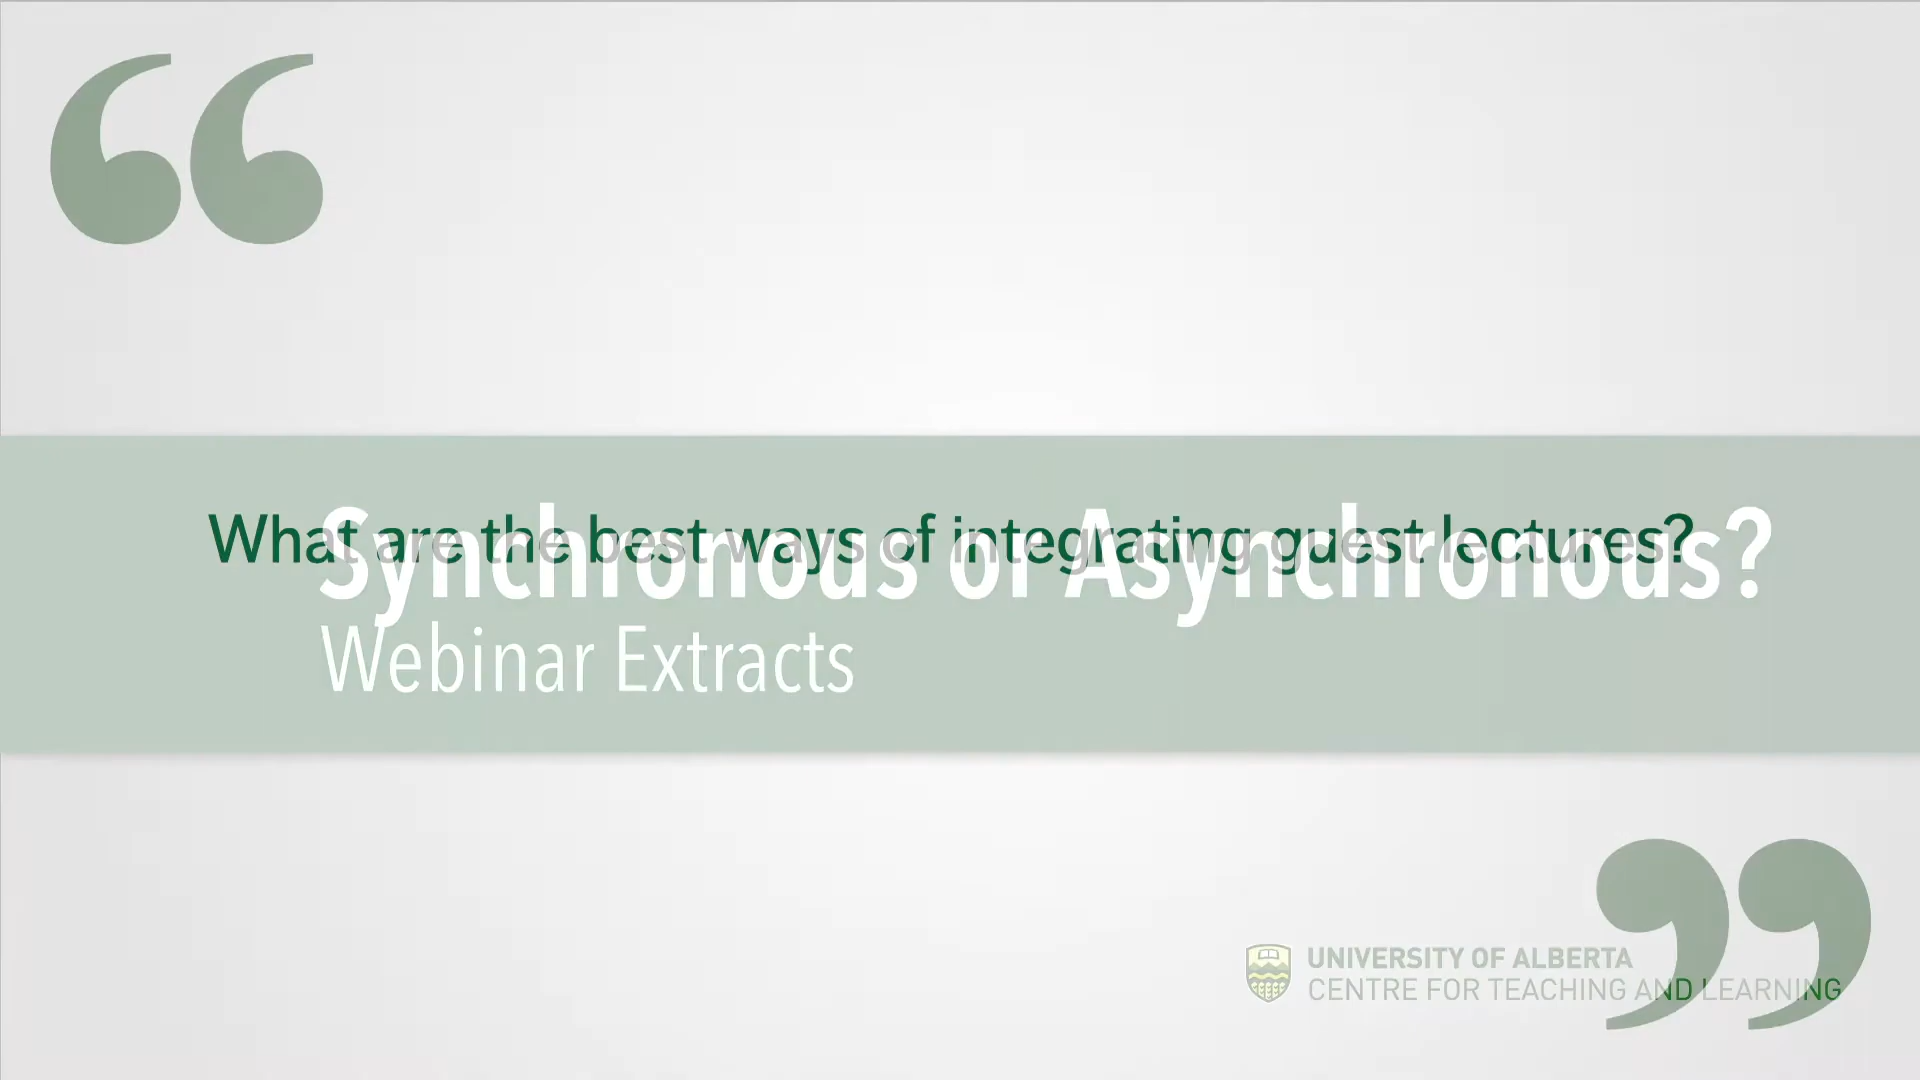 What are the best ways of integrating guest lectures?
Synchronous or Asynchronous?
Webinar Extracts
UNIVERSITY OF ALBERTA
CENTRE FOR TEACHING AND LEARNING